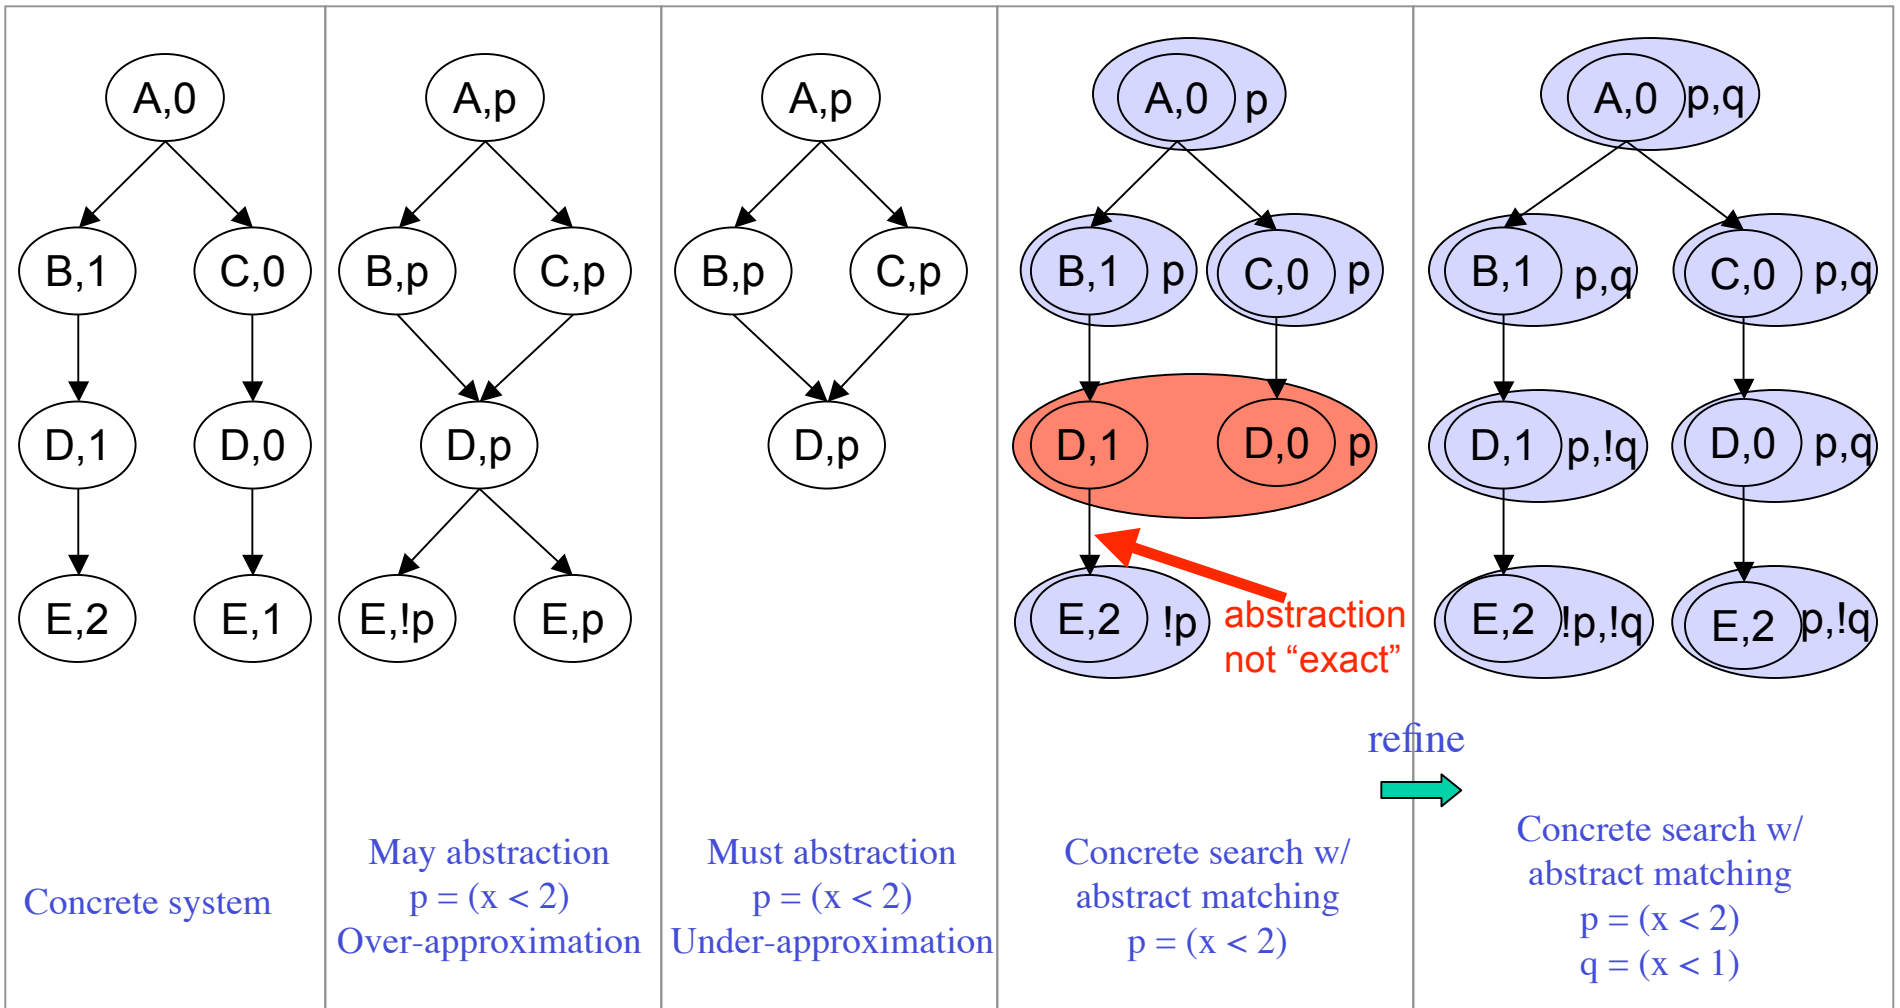 A,0
B,1
C,0
D,1
D,0
E,2
E,1
Concrete system
A,p
B,p
C,p
D,p
E,!p
E,p
May abstraction
p = (x < 2)
Over-approximation
A,p
B,p
C,p
D,p
Must abstraction
p = (x < 2)
Under-approximation
A,0 p
B,1 p
C,0 p
D,1
D,0 p
E,2 !p
abstraction
not “exact”
Concrete search w/
abstract matching
p = (x < 2)
refine
A,0 p,q
B,1 p,q
C,0 p,q
D,1 p,!q
D,0 p,q
E,2 !p,!q
E,2 p,!q
Concrete search w/
abstract matching
p = (x < 2)
q = (x < 1)